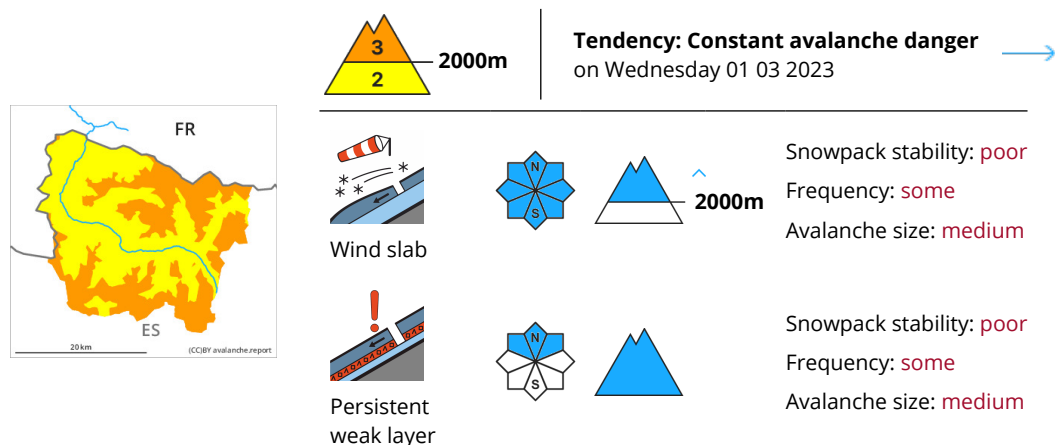 3
2
2000m
Tendency: Constant avalanche danger
on Wednesday 01 03 2023
FR
ES
20 km
(CC)BY avalanche.report
Wind slab
N
S
2000m
Snowpack stability: poor
Frequency: some
Avalanche size: medium
Persistent
weak layer
N
S
Snowpack stability: poor
Frequency: some
Avalanche size: medium